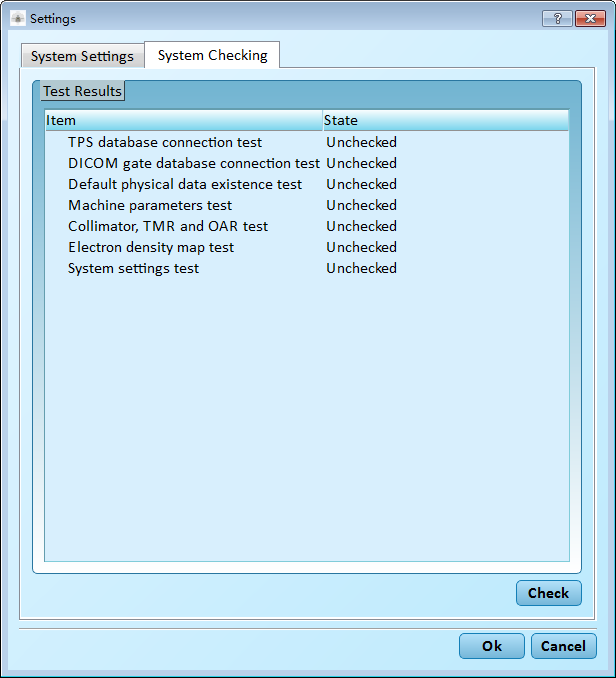 Settings
?
System Settings System Checking
Test Results
Item State
TPS database connection test Unchecked
DICOM gate database connection test Unchecked
Default physical data existence test Unchecked
Machine parameters test Unchecked
Collimator, TMR and OAR test Unchecked
Electron density map test Unchecked
System settings test Unchecked
Check
Ok Cancel